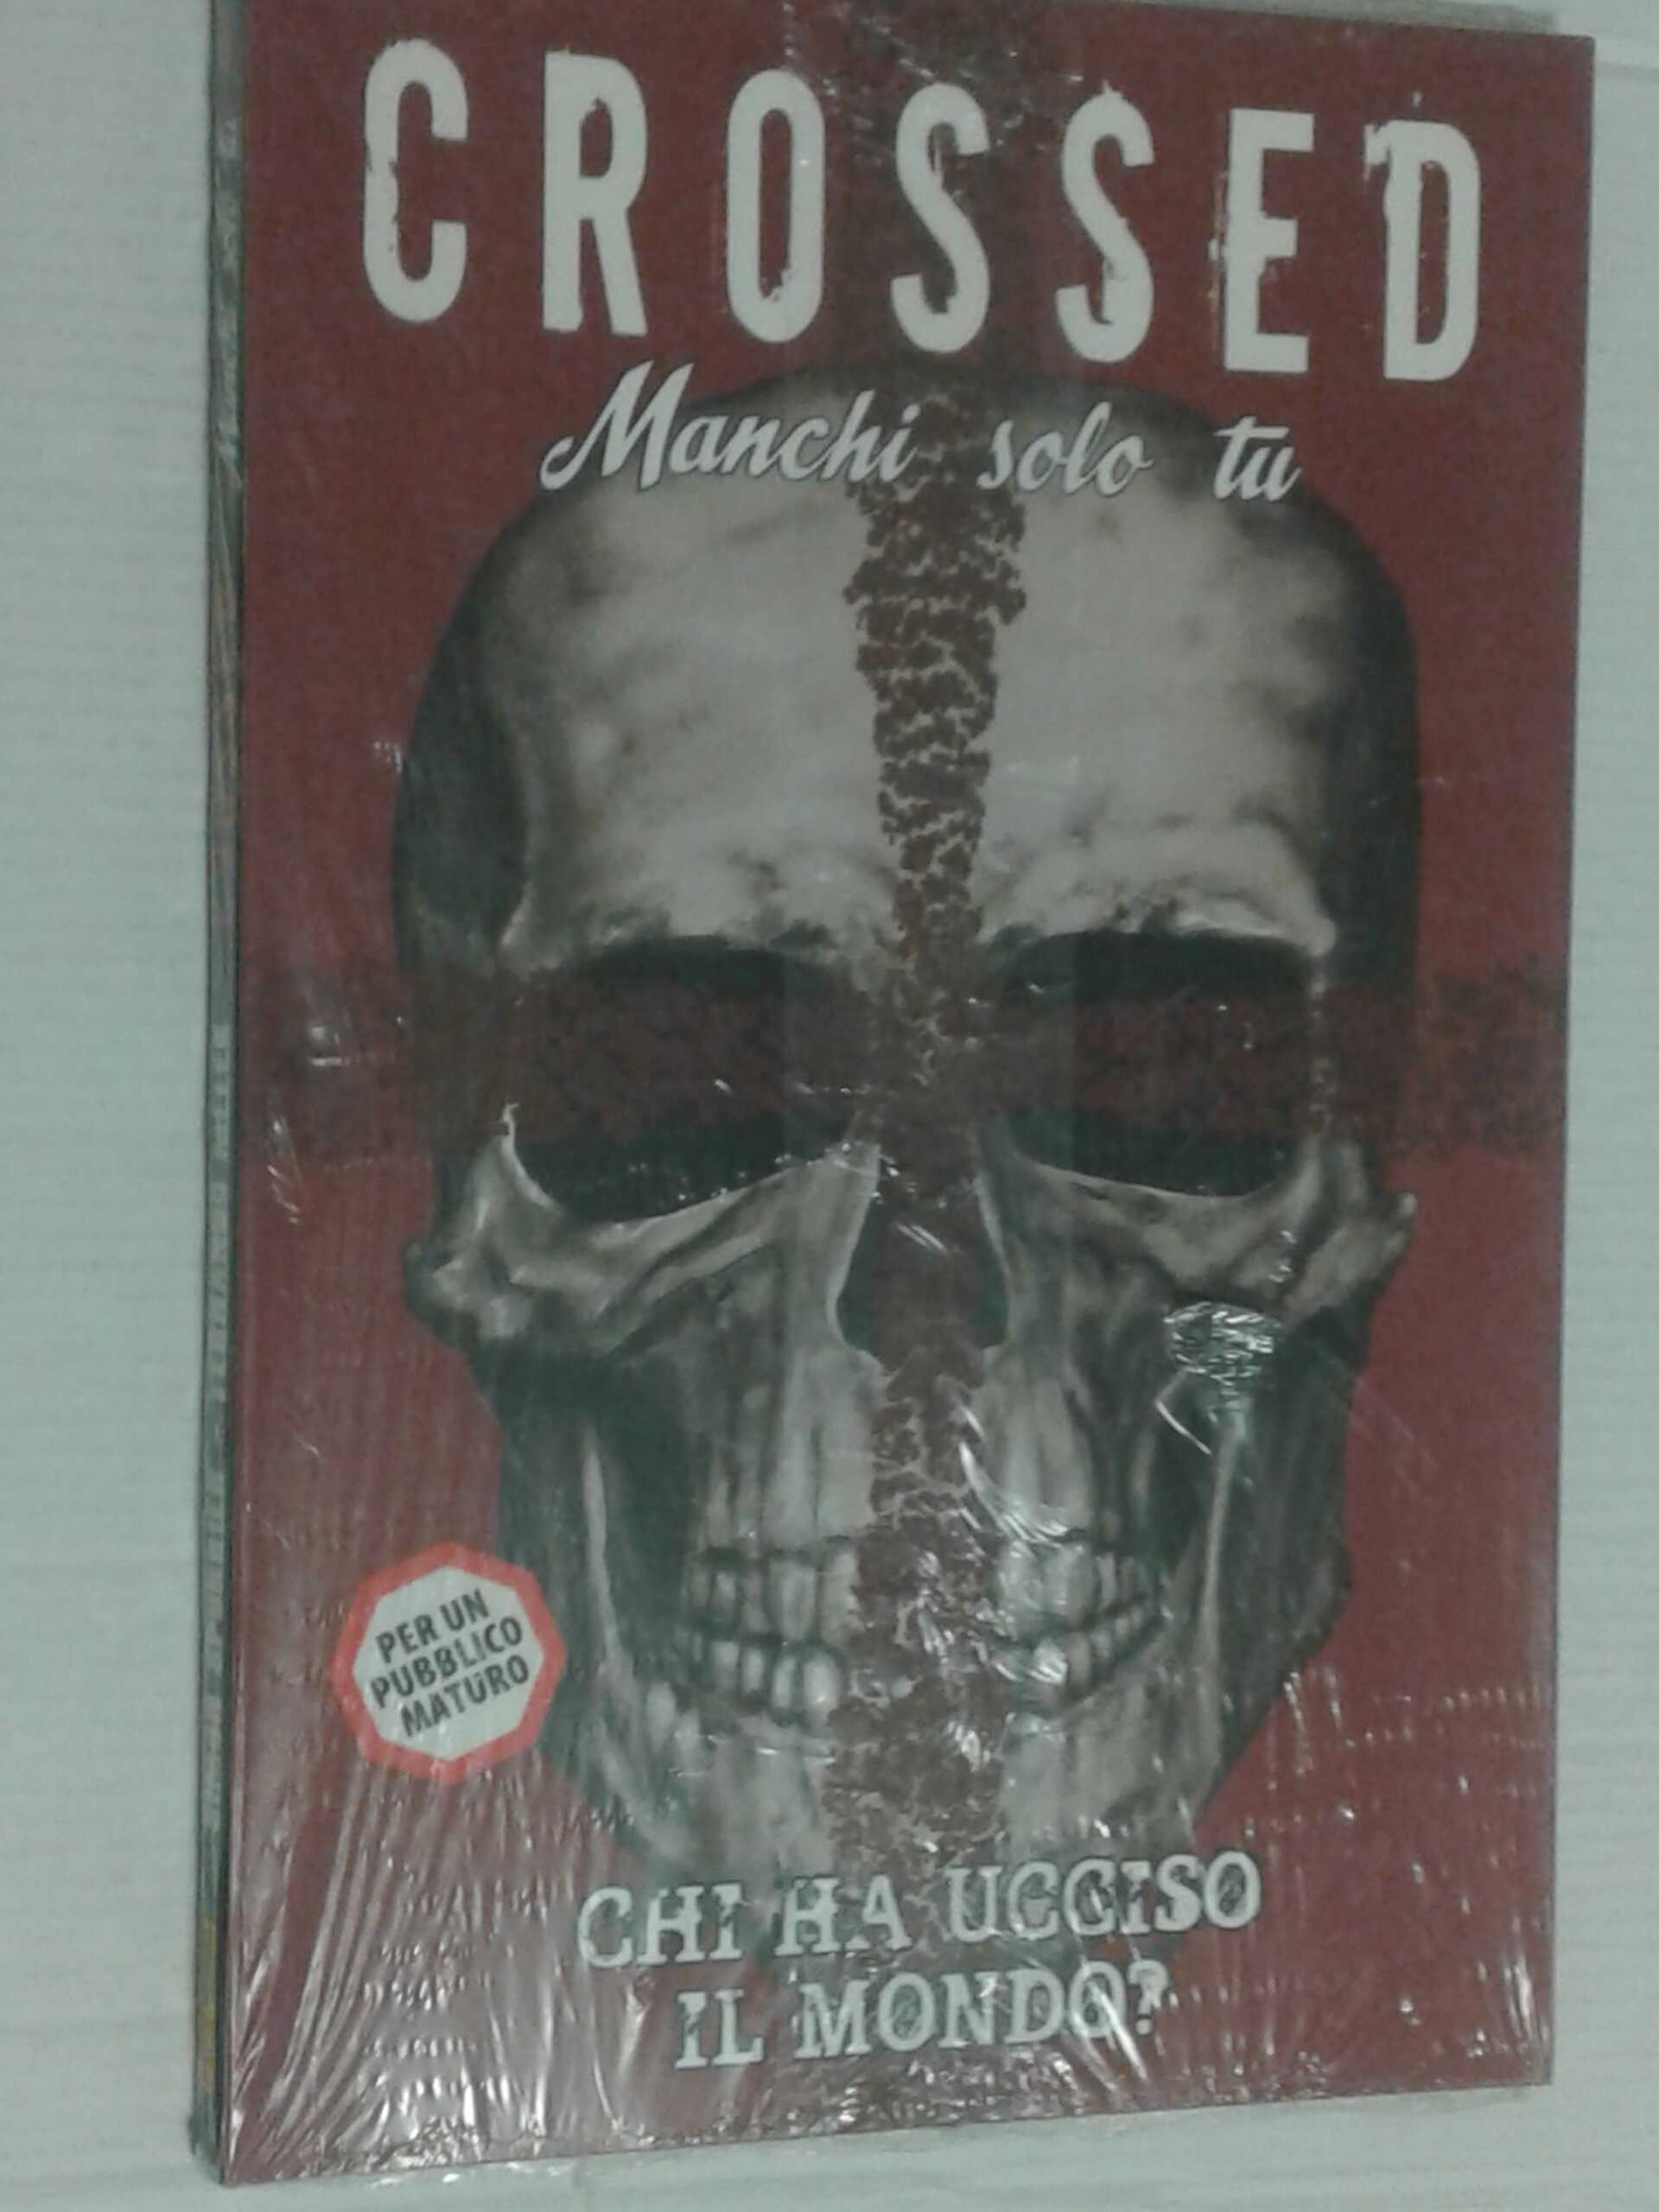 CROSSED
Manchi solo tu
PER UN
PUBBLICO
MATURO
CHI HA UCCISO
IL MONDO?